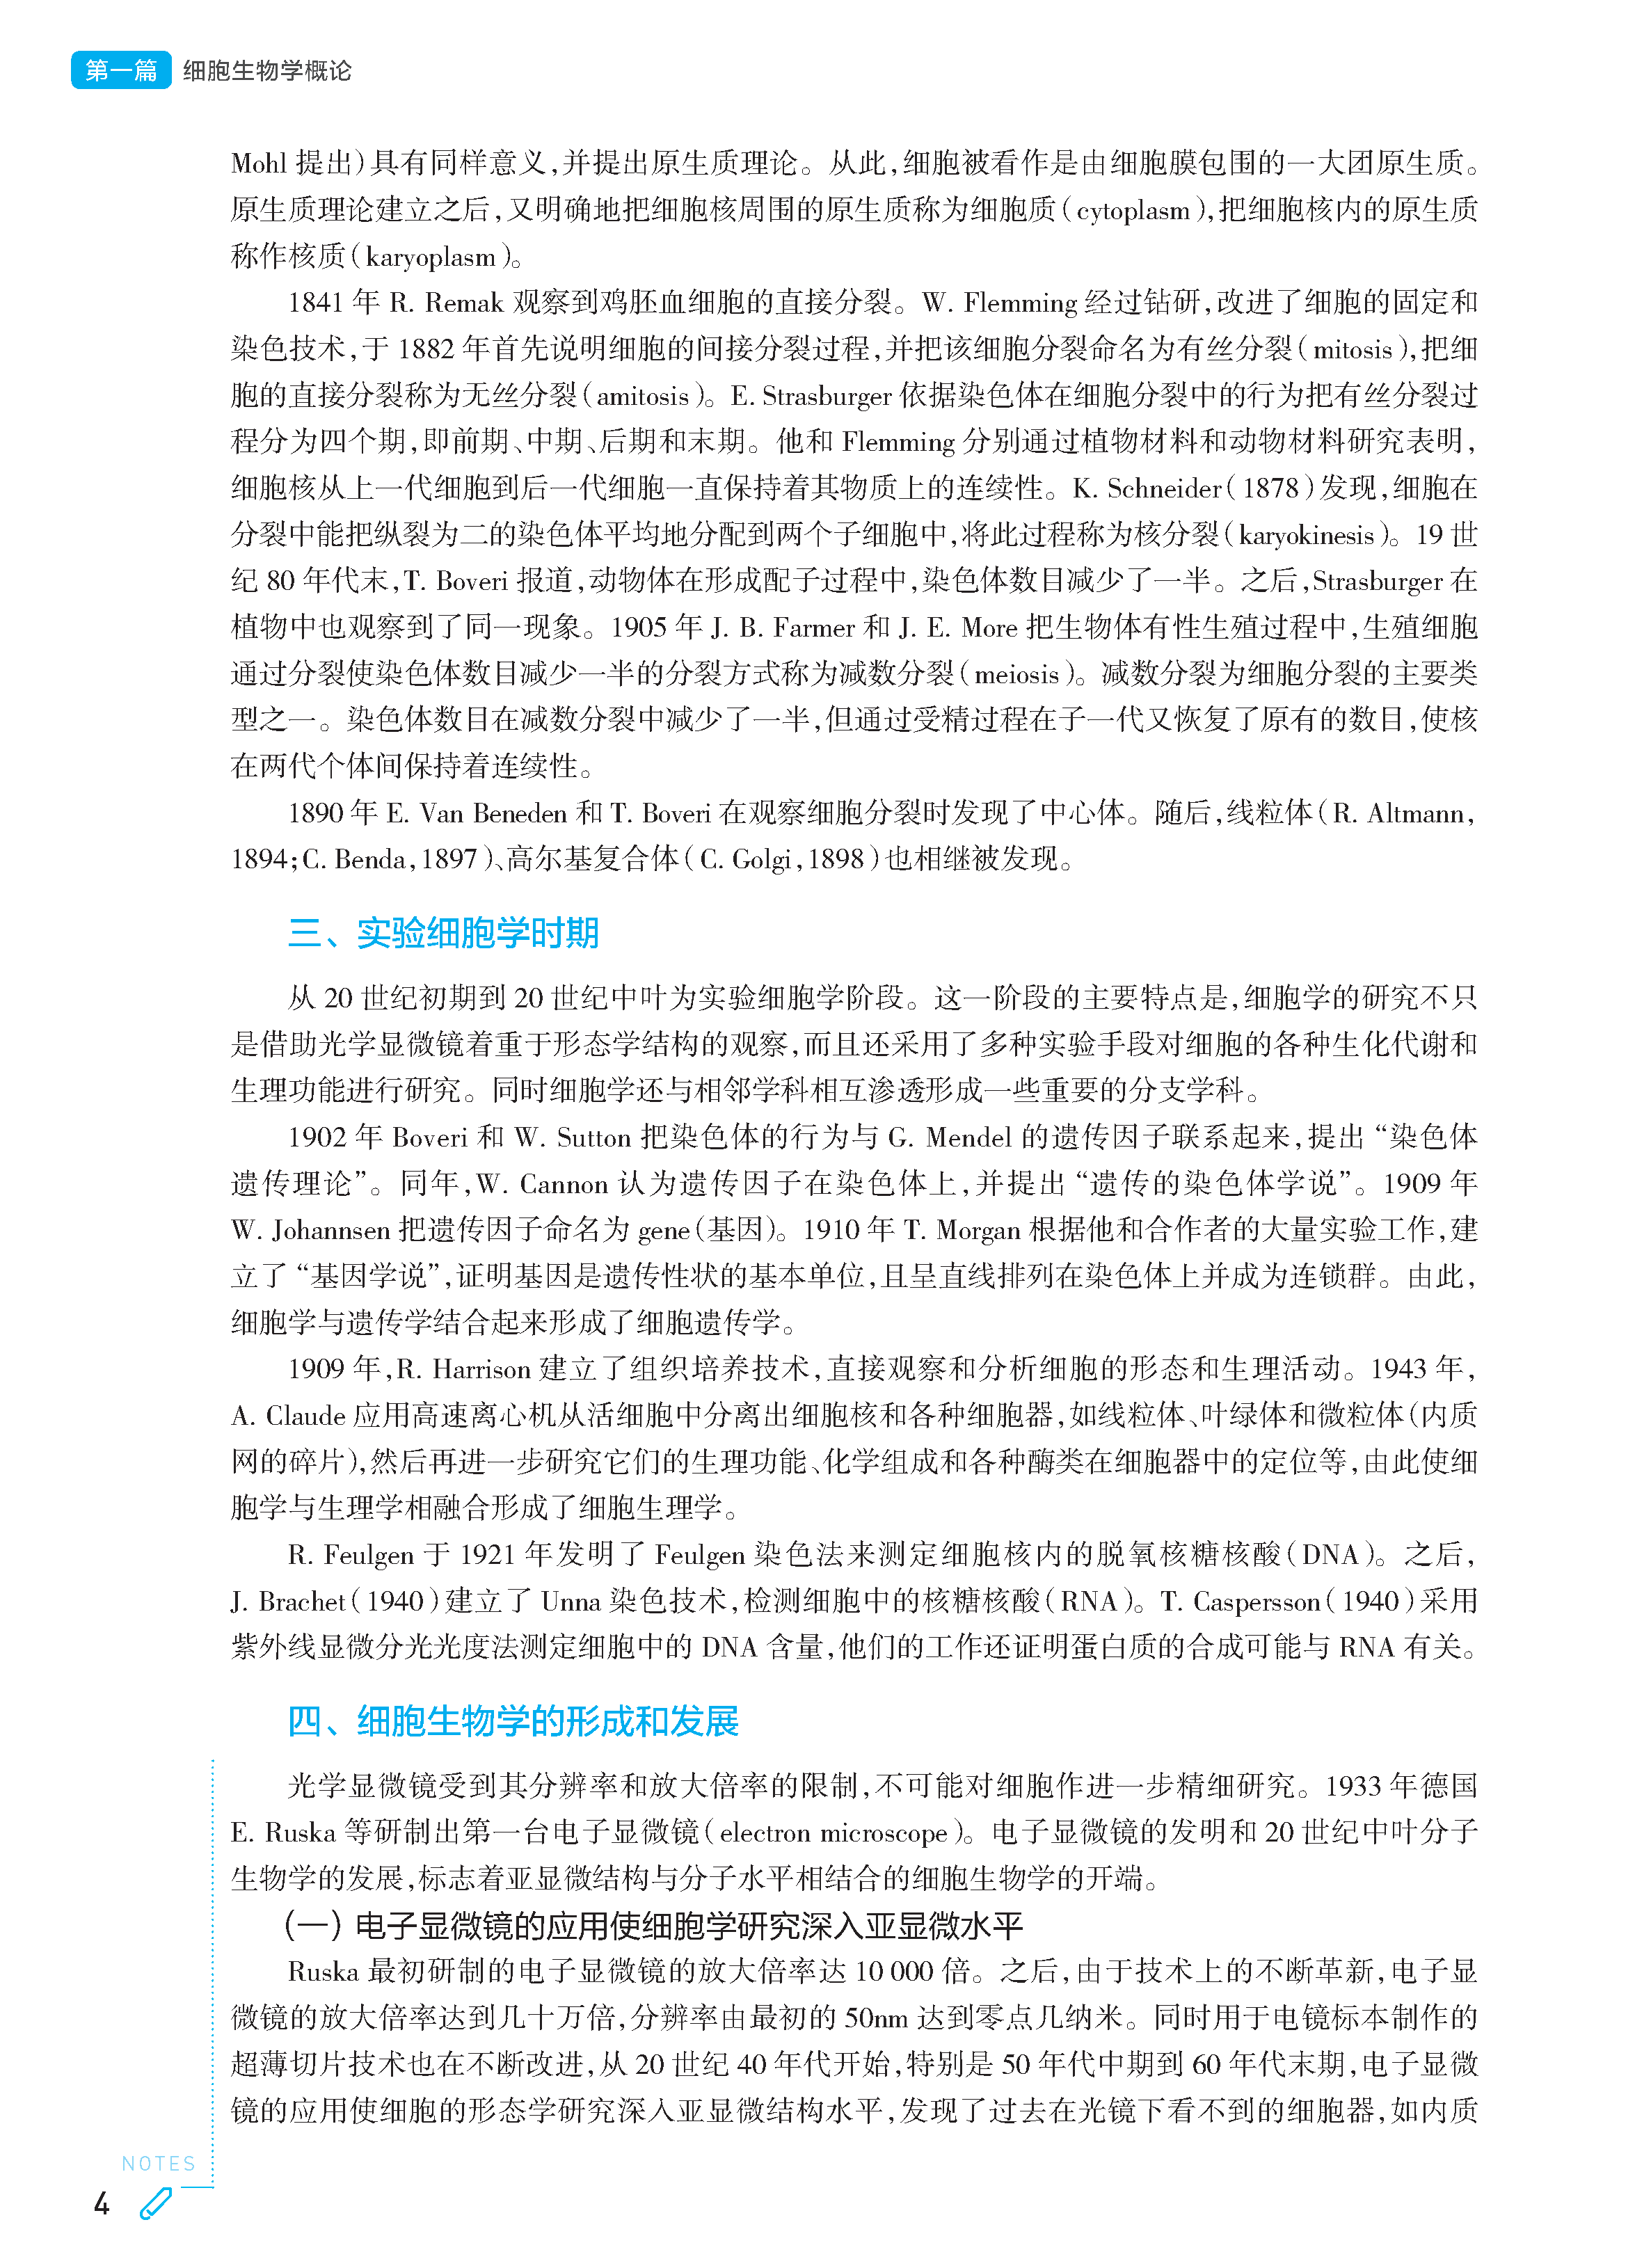 第一篇 细胞生物学概论
Mohl 提出）具有同样意义，并提出原生质理论。从此，细胞被看作是由细胞膜包围的一大团原生质。
原生质理论建立之后，又明确地把细胞核周围的原生质称为细胞质（cytoplasm），把细胞核内的原生质
称作核质（karyoplasm）。
1841 年 R. Remak 观察到鸡胚血细胞的直接分裂。W. Flemming 经过钻研，改进了细胞的固定和
染色技术，于 1882 年首先说明细胞的间接分裂过程，并把该细胞分裂命名为有丝分裂（mitosis），把细
胞的直接分裂称为无丝分裂（amitosis）。E. Strasburger 依据染色体在细胞分裂中的行为把有丝分裂过
程分为四个期，即前期、中期、后期和末期。他和 Flemming 分别通过植物材料和动物材料研究表明，
细胞核从上一代细胞到后一代细胞一直保持着其物质上的连续性。K. Schneider（1878）发现，细胞在
分裂中能把纵裂为二的染色体平均地分配到两个子细胞中，将此过程称为核分裂（karyokinesis）。19 世
纪 80 年代末，T. Boveri 报道，动物体在形成配子过程中，染色体数目减少了一半。之后，Strasburger 在
植物中也观察到了同一现象。1905 年 J. B. Farmer 和 J. E. More 把生物体有性生殖过程中，生殖细胞
通过分裂使染色体数目减少一半的分裂方式称为减数分裂（meiosis）。减数分裂为细胞分裂的主要类
型之一。染色体数目在减数分裂中减少了一半，但通过受精过程在子一代又恢复了原有的数目，使核
在两代个体间保持着连续性。
1890 年 E. Van Beneden 和 T. Boveri 在观察细胞分裂时发现了中心体。随后，线粒体（R. Altmann，
1894；C. Benda，1897）、高尔基复合体（C. Golgi，1898）也相继被发现。
三、实验细胞学时期
从 20 世纪初期到 20 世纪中叶为实验细胞学阶段。这一阶段的主要特点是，细胞学的研究不只
是借助光学显微镜着重于形态学结构的观察，而且还采用了多种实验手段对细胞的各种生化代谢和
生理功能进行研究。同时细胞学还与相邻学科相互渗透形成一些重要的分支学科。
1902 年 Boveri 和 W. Sutton 把染色体的行为与 G. Mendel 的遗传因子联系起来，提出“染色体
遗传理论”。同年，W. Cannon 认为遗传因子在染色体上，并提出“遗传的染色体学说”。1909 年
W. Johannsen 把遗传因子命名为 gene（基因）。1910 年 T. Morgan 根据他和合作者的大量实验工作，建
立了“基因学说”，证明基因是遗传性状的基本单位，且呈直线排列在染色体上并成为连锁群。由此，
细胞学与遗传学结合起来形成了细胞遗传学。
1909 年，R. Harrison 建立了组织培养技术，直接观察和分析细胞的形态和生理活动。1943 年，
A. Claude 应用高速离心机从活细胞中分离出细胞核和各种细胞器，如线粒体、叶绿体和微粒体（内质
网的碎片），然后再进一步研究它们的生理功能、化学组成和各种酶类在细胞器中的定位等，由此使细
胞学与生理学相融合形成了细胞生理学。
R. Feulgen 于 1921 年发明了 Feulgen 染色法来测定细胞核内的脱氧核糖核酸（DNA）。之后，
J. Brachet（1940）建立了 Unna 染色技术，检测细胞中的核糖核酸（RNA）。T. Caspersson（1940）采用
紫外线显微分光光度法测定细胞中的 DNA 含量，他们的工作还证明蛋白质的合成可能与 RNA 有关。
四、细胞生物学的形成和发展
光学显微镜受到其分辨率和放大倍率的限制，不可能对细胞作进一步精细研究。1933 年德国
E. Ruska 等研制出第一台电子显微镜（electron microscope）。电子显微镜的发明和 20 世纪中叶分子
生物学的发展，标志着亚显微结构与分子水平相结合的细胞生物学的开端。
（一）电子显微镜的应用使细胞学研究深入亚显微水平
Ruska 最初研制的电子显微镜的放大倍率达 10 000 倍。之后，由于技术上的不断革新，电子显
微镜的放大倍率达到几十万倍，分辨率由最初的 50nm 达到零点几纳米。同时用于电镜标本制作的
超薄切片技术也在不断改进，从 20 世纪 40 年代开始，特别是 50 年代中期到 60 年代末期，电子显微
镜的应用使细胞的形态学研究深入亚显微结构水平，发现了过去在光镜下看不到的细胞器，如内质
NOTES
4